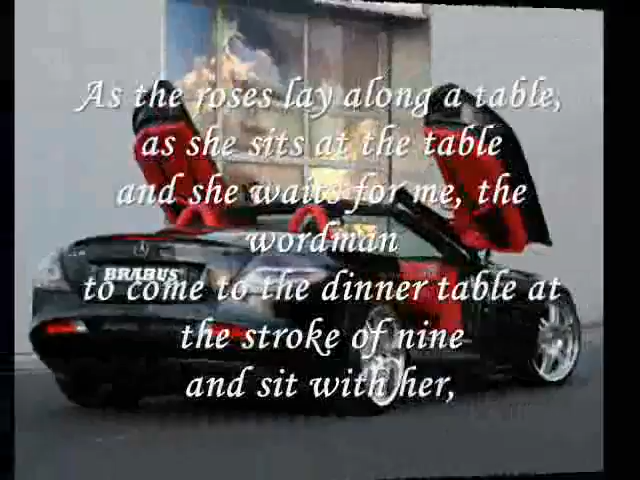 As the roses lay along a table,
as she sits at the table
and she waits for me, the
wordman
BRABUS
to come to the dinner table at
the stroke of nine
and sit with her,